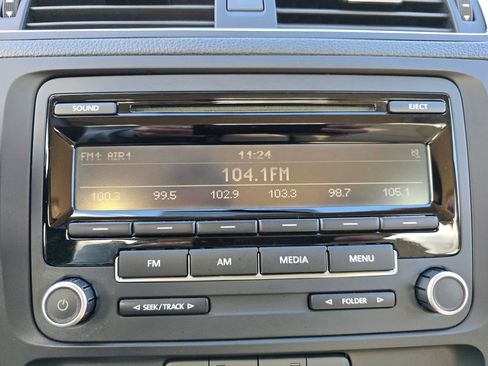 SOUND EJECT
FM1: AIR1 11:24
104.1FM
100.3 99.5 102.9 103.3 98.7 105.1
FM AM MEDIA MENU
◁ SEEK/TRACK ▷ ◁ FOLDER ▷